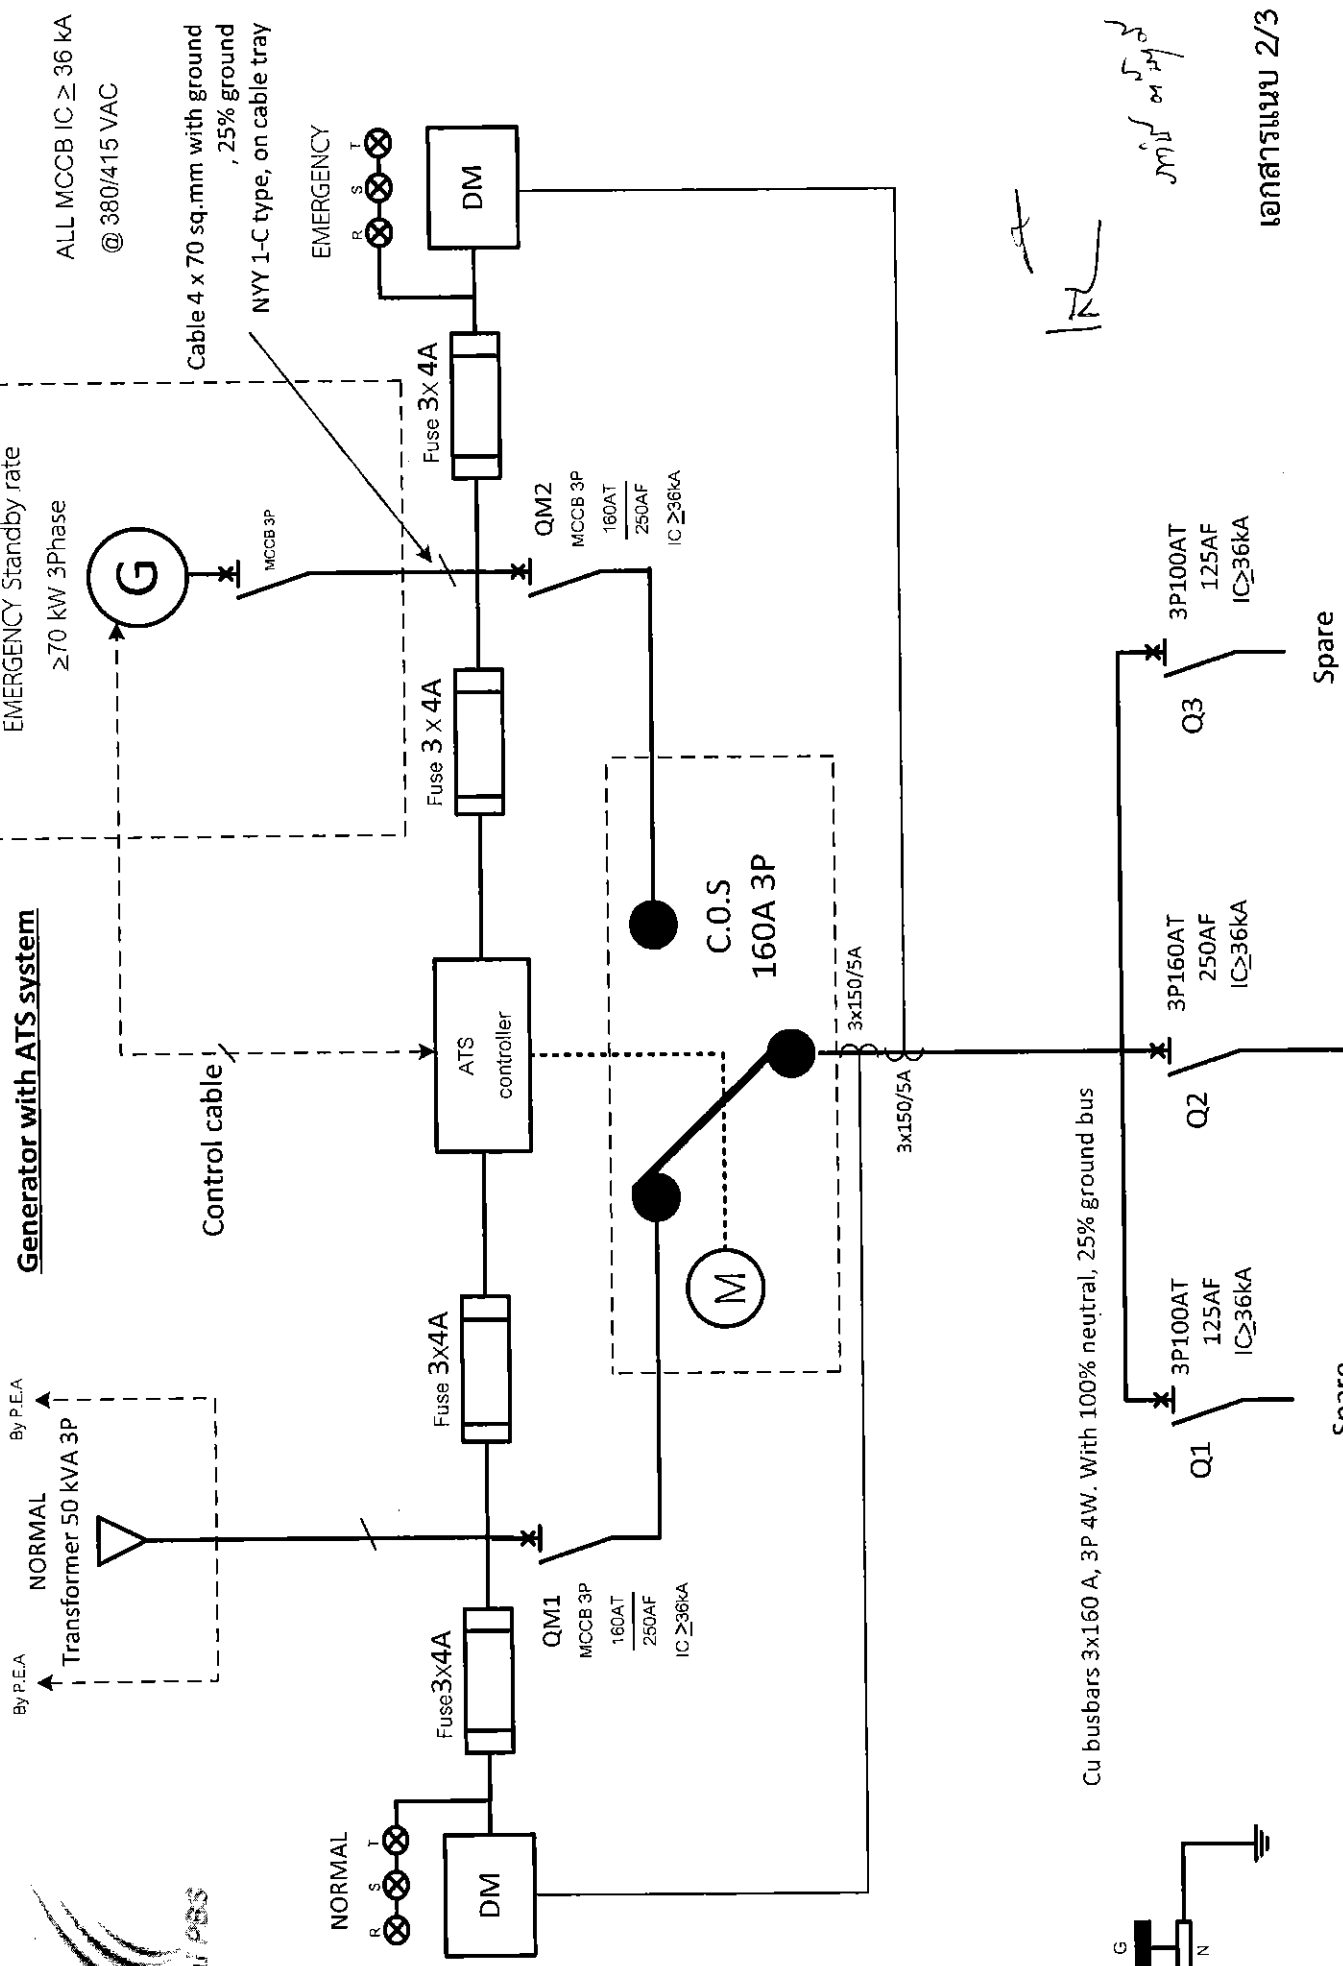 Generator with ATS system
ALL MCCB IC ≥ 36 kA
@ 380/415 VAC
By P.E.A
By P.E.A
NORMAL
Transformer 50 kVA 3P
EMERGENCY Standby rate
≥70 kW 3Phase
G
MCCB 3P
Cable 4 x 70 sq.mm with ground
, 25% ground
NYY 1-C type, on cable tray
Control cable
NORMAL
R S T
DM
Fuse3x4A
Fuse 3x4A
ATS
controller
Fuse 3 x 4A
Fuse 3x 4A
EMERGENCY
R S T
DM
QM1
MCCB 3P
160AT
250AF
IC ≥36kA
QM2
MCCB 3P
160AT
250AF
IC ≥36kA
M
C.O.S
160A 3P
3x150/5A
3x150/5A
Cu busbars 3x160 A, 3P 4W. With 100% neutral, 25% ground bus
G
N
Q1
3P100AT
125AF
IC≥36kA
Spare
Q2
3P160AT
250AF
IC≥36kA
Q3
3P100AT
125AF
IC≥36kA
Spare
เอกสารแนบ 2/3